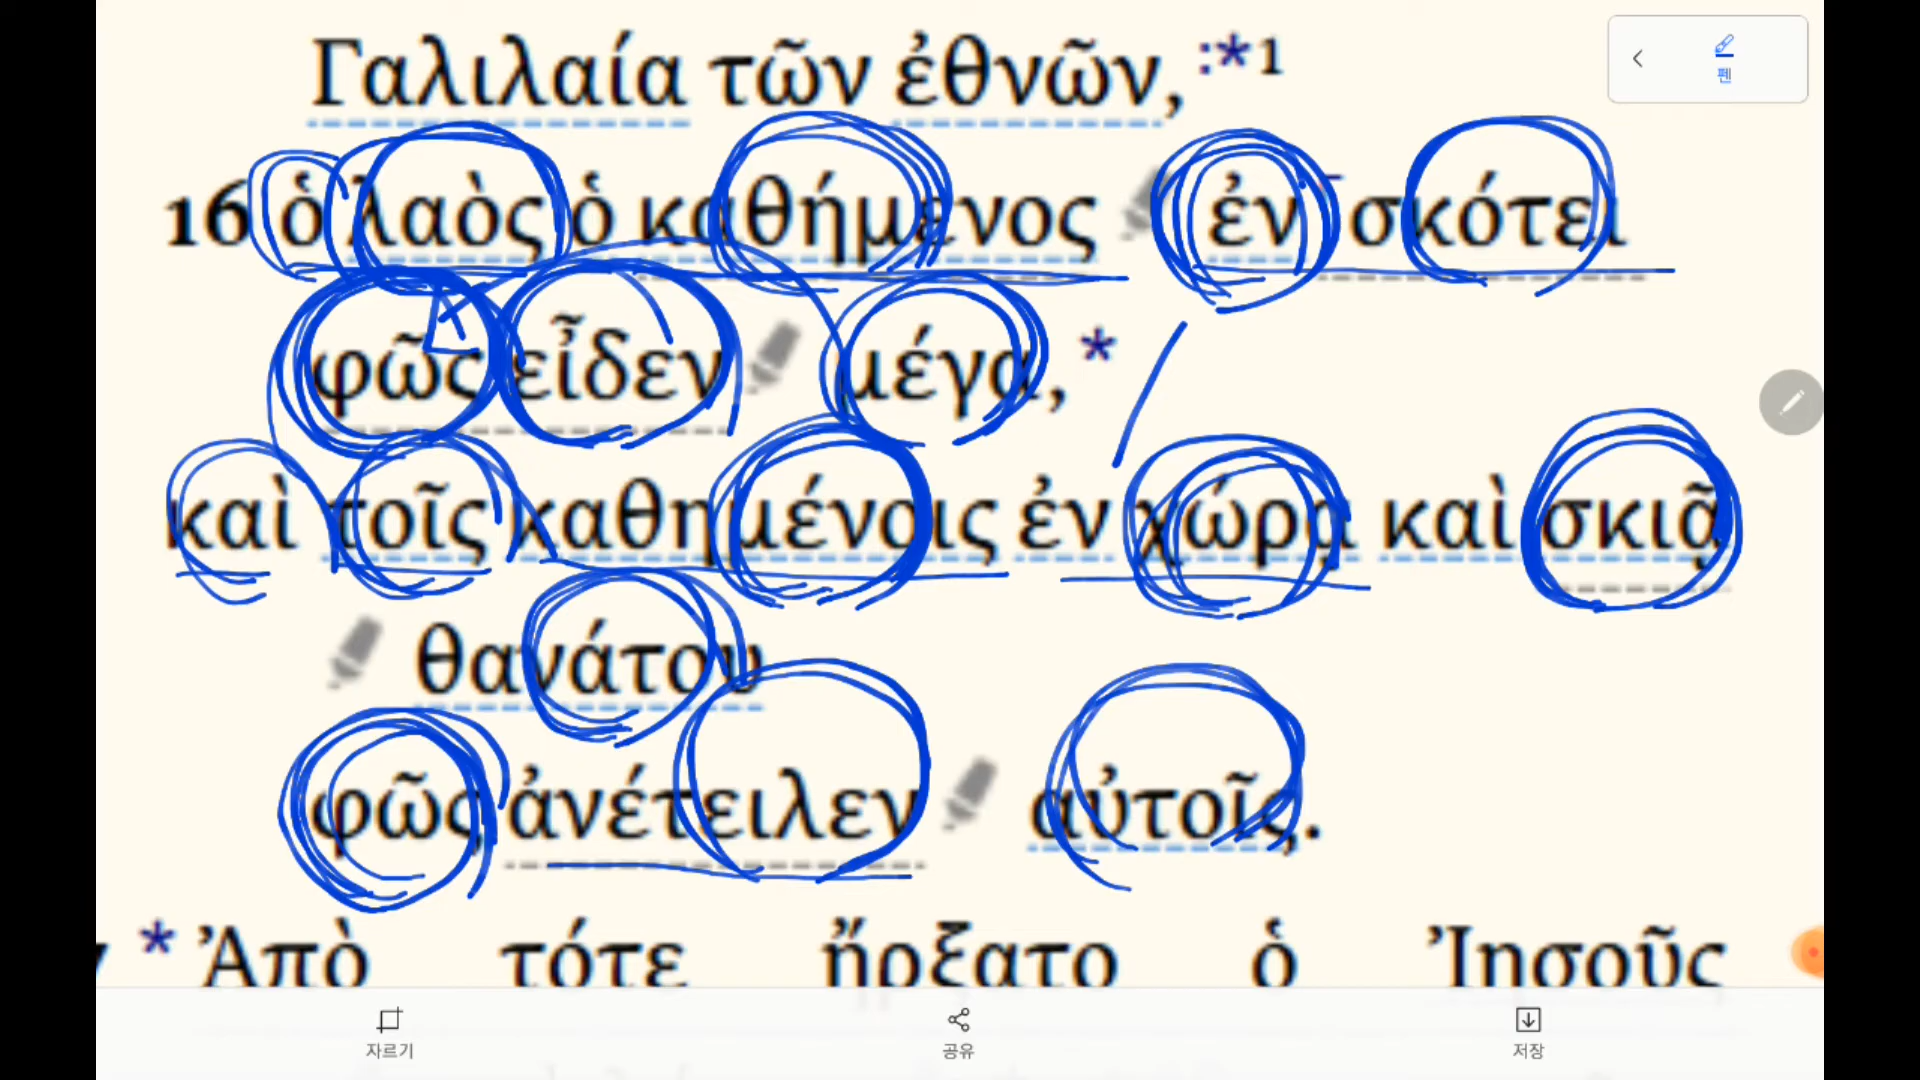 Γαλιλαία τῶν ἐθνῶν, :*1
펜
16 ὁ λαὸς ὁ καθήμενος ἐν σκότει
φῶς εἶδεν μέγα, *
καὶ τοῖς καθημένοις ἐν χώρᾳ καὶ σκιᾷ
θανάτου
φῶς ἀνέτειλεν αὐτοῖς.
* Ἀπὸ τότε ἤρξατο ὁ Ἰησοῦς
자르기
공유
저장